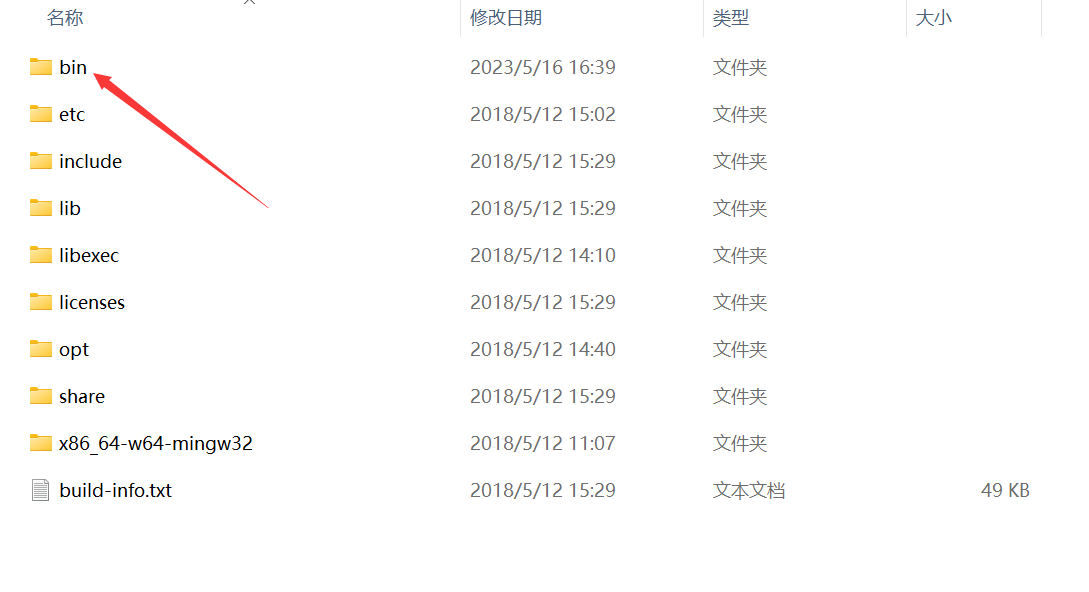 名称 修改日期 类型 大小
bin 2023/5/16 16:39 文件夹
etc 2018/5/12 15:02 文件夹
include 2018/5/12 15:29 文件夹
lib 2018/5/12 15:29 文件夹
libexec 2018/5/12 14:10 文件夹
licenses 2018/5/12 15:29 文件夹
opt 2018/5/12 14:40 文件夹
share 2018/5/12 15:29 文件夹
x86_64-w64-mingw32 2018/5/12 11:07 文件夹
build-info.txt 2018/5/12 15:29 文本文档 49 KB